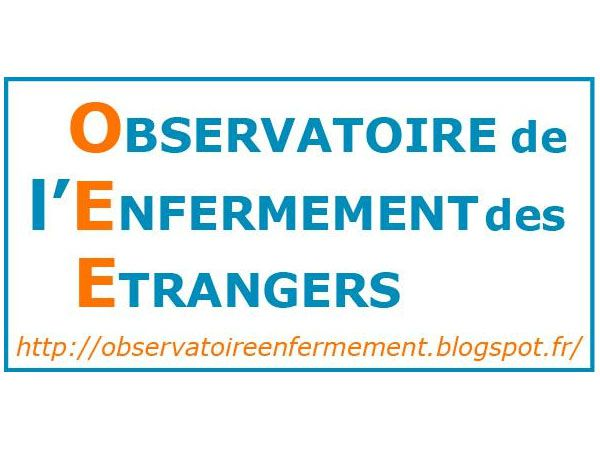 OBSERVATOIRE de
l’ENFERMEMENT des
ETRANGERS
http://observatoireenfermement.blogspot.fr/